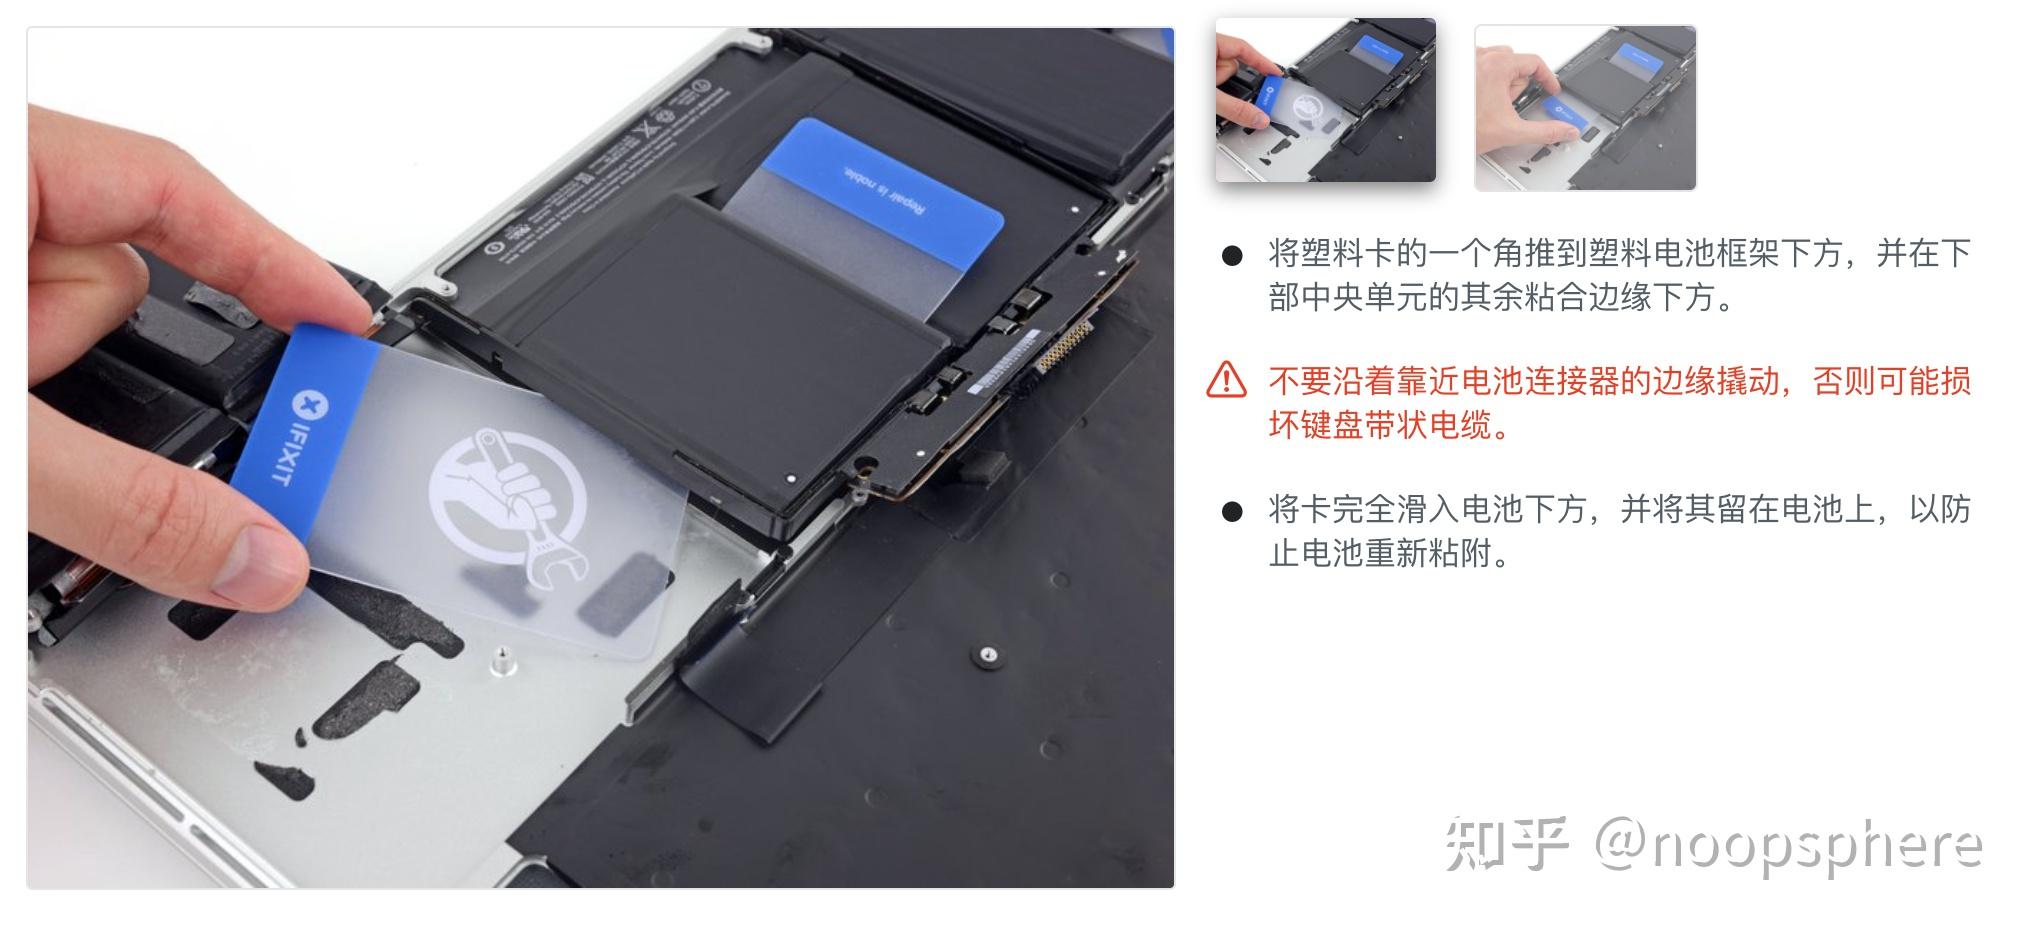 Repair is noble.
IFIXIT
将塑料卡的一个角推到塑料电池框架下方，并在下
部中央单元的其余粘合边缘下方。
不要沿着靠近电池连接器的边缘撬动，否则可能损
坏键盘带状电缆。
将卡完全滑入电池下方，并将其留在电池上，以防
止电池重新粘附。
知乎 @noopsphere